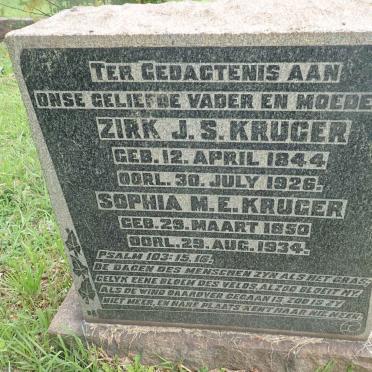 TER GEDAGTENIS AAN
ONSE GELIEFDE VADER EN MOEDE
ZIRK J.S. KRUGER
GEB. 12. APRIL 1844.
OORL. 30. JULY 1926.
SOPHIA M.E. KRUGER
GEB. 29. MAART 1850
OORL. 29. AUG. 1934.
PSALM 103:15,16.
DE DAGEN DES MENSCHEN ZYN ALS HET GRAS
GELYK EENE BLOEM DES VELDS, ALZOO BLOEIT HY
ALS DE WIND DAAROVER GEGAAN IS ZOO IS ZY
NIET MEER, EN HARE PLAATS KENT HAAR NIE MEER